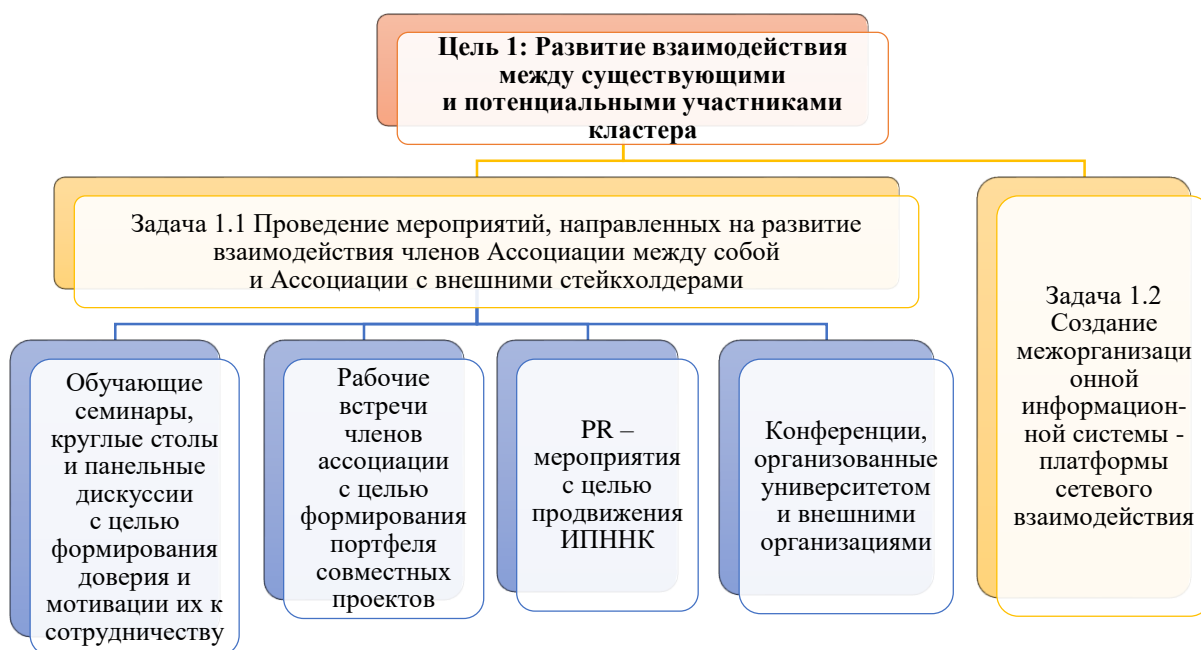 Цель 1: Развитие взаимодействия
между существующими
и потенциальными участниками
кластера
Задача 1.1 Проведение мероприятий, направленных на развитие
взаимодействия членов Ассоциации между собой
и Ассоциации с внешними стейкхолдерами
Задача 1.2
Создание
межорганизаци
онной
информацион-
ной системы -
платформы
сетевого
взаимодействия
Обучающие
семинары,
круглые столы
и панельные
дискуссии
с целью
формирования
доверия и
мотивации их к
сотрудничеству
Рабочие
встречи
членов
ассоциации
с целью
формирования
портфеля
совместных
проектов
PR –
мероприятия
с целью
продвижения
ИПННК
Конференции,
организованные
университетом
и внешними
организациями